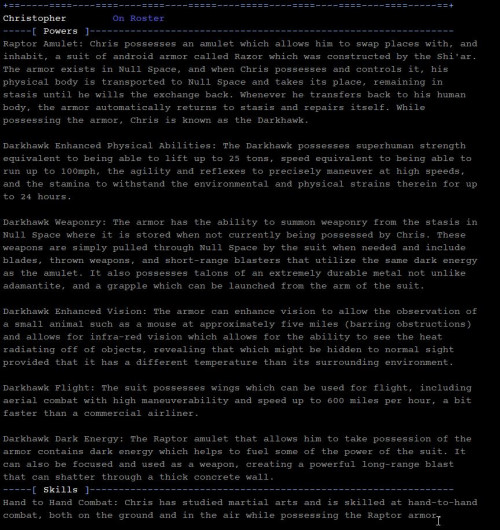 +==-----====----====----====-----====-----====----====----====-----==---+
Christopher On Roster
-----[ Powers ]----------------------------------------------------------
Raptor Amulet: Chris possesses an amulet which allows him to swap places with, and
inhabit, a suit of android armor called Razor which was constructed by the Shi'ar.
The armor exists in Null Space, and when Chris possesses and controls it, his
physical body is transported to Null Space and takes its place, remaining in
stasis until he wills the exchange back. Whenever he transfers back to his human
body, the armor automatically returns to stasis and repairs itself. While
possessing the armor, Chris is known as the Darkhawk.
Darkhawk Enhanced Physical Abilities: The Darkhawk possesses superhuman strength
equivalent to being able to lift up to 25 tons, speed equivalent to being able to
run up to 100mph, the agility and reflexes to precisely maneuver at high speeds,
and the stamina to withstand the environmental and physical strains therein for up
to 24 hours.
Darkhawk Weaponry: The armor has the ability to summon weaponry from the stasis in
Null Space where it is stored when not currently being possessed by Chris. These
weapons are simply pulled through Null Space by the suit when needed and include
blades, thrown weapons, and short-range blasters that utilize the same dark energy
as the amulet. It also possesses talons of an extremely durable metal not unlike
adamantite, and a grapple which can be launched from the arm of the suit.
Darkhawk Enhanced Vision: The armor can enhance vision to allow the observation of
a small animal such as a mouse at approximately five miles (barring obstructions)
and allows for infra-red vision which allows for the ability to see the heat
radiating off of objects, revealing that which might be hidden to normal sight
provided that it has a different temperature than its surrounding environment.
Darkhawk Flight: The suit possesses wings which can be used for flight, including
aerial combat with high maneuverability and speed up to 600 miles per hour, a bit
faster than a commercial airliner.
Darkhawk Dark Energy: The Raptor amulet that allows him to take possession of the
armor contains dark energy which helps to fuel some of the power of the suit. It
can also be focused and used as a weapon, creating a powerful long-range blast
that can shatter through a thick concrete wall.
-----[ Skills ]----------------------------------------------------------
Hand to Hand Combat: Chris has studied martial arts and is skilled at hand-to-hand
combat, both on the ground and in the air while possessing the Raptor armor.